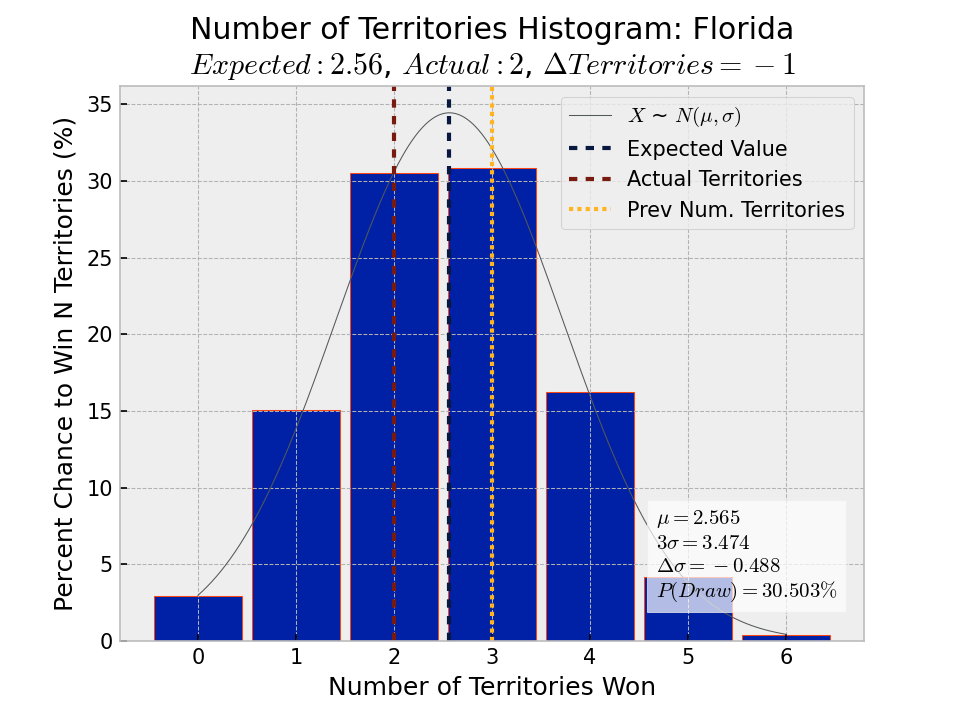 Number of Territories Histogram: Florida
Expected : 2.56, Actual : 2, ΔTerritories = −1
Percent Chance to Win N Territories (%)
35
30
25
20
15
10
5
0
X ~ N(μ, σ)
Expected Value
Actual Territories
Prev Num. Territories
μ = 2.565
3σ = 3.474
Δσ = −0.488
P(Draw) = 30.503%
0 1 2 3 4 5 6
Number of Territories Won